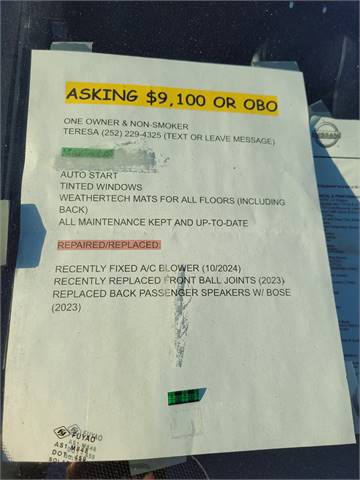 ASKING $9,100 OR OBO
ONE OWNER & NON-SMOKER
TERESA (252) 229-4325 (TEXT OR LEAVE MESSAGE)
AUTO START
TINTED WINDOWS
WEATHERTECH MATS FOR ALL FLOORS (INCLUDING
BACK)
ALL MAINTENANCE KEPT AND UP-TO-DATE
REPAIRED/REPLACED:
RECENTLY FIXED A/C BLOWER (10/2024)
RECENTLY REPLACED FRONT BALL JOINTS (2023)
REPLACED BACK PASSENGER SPEAKERS W/ BOSE
(2023)
NISSAN
FUYAO